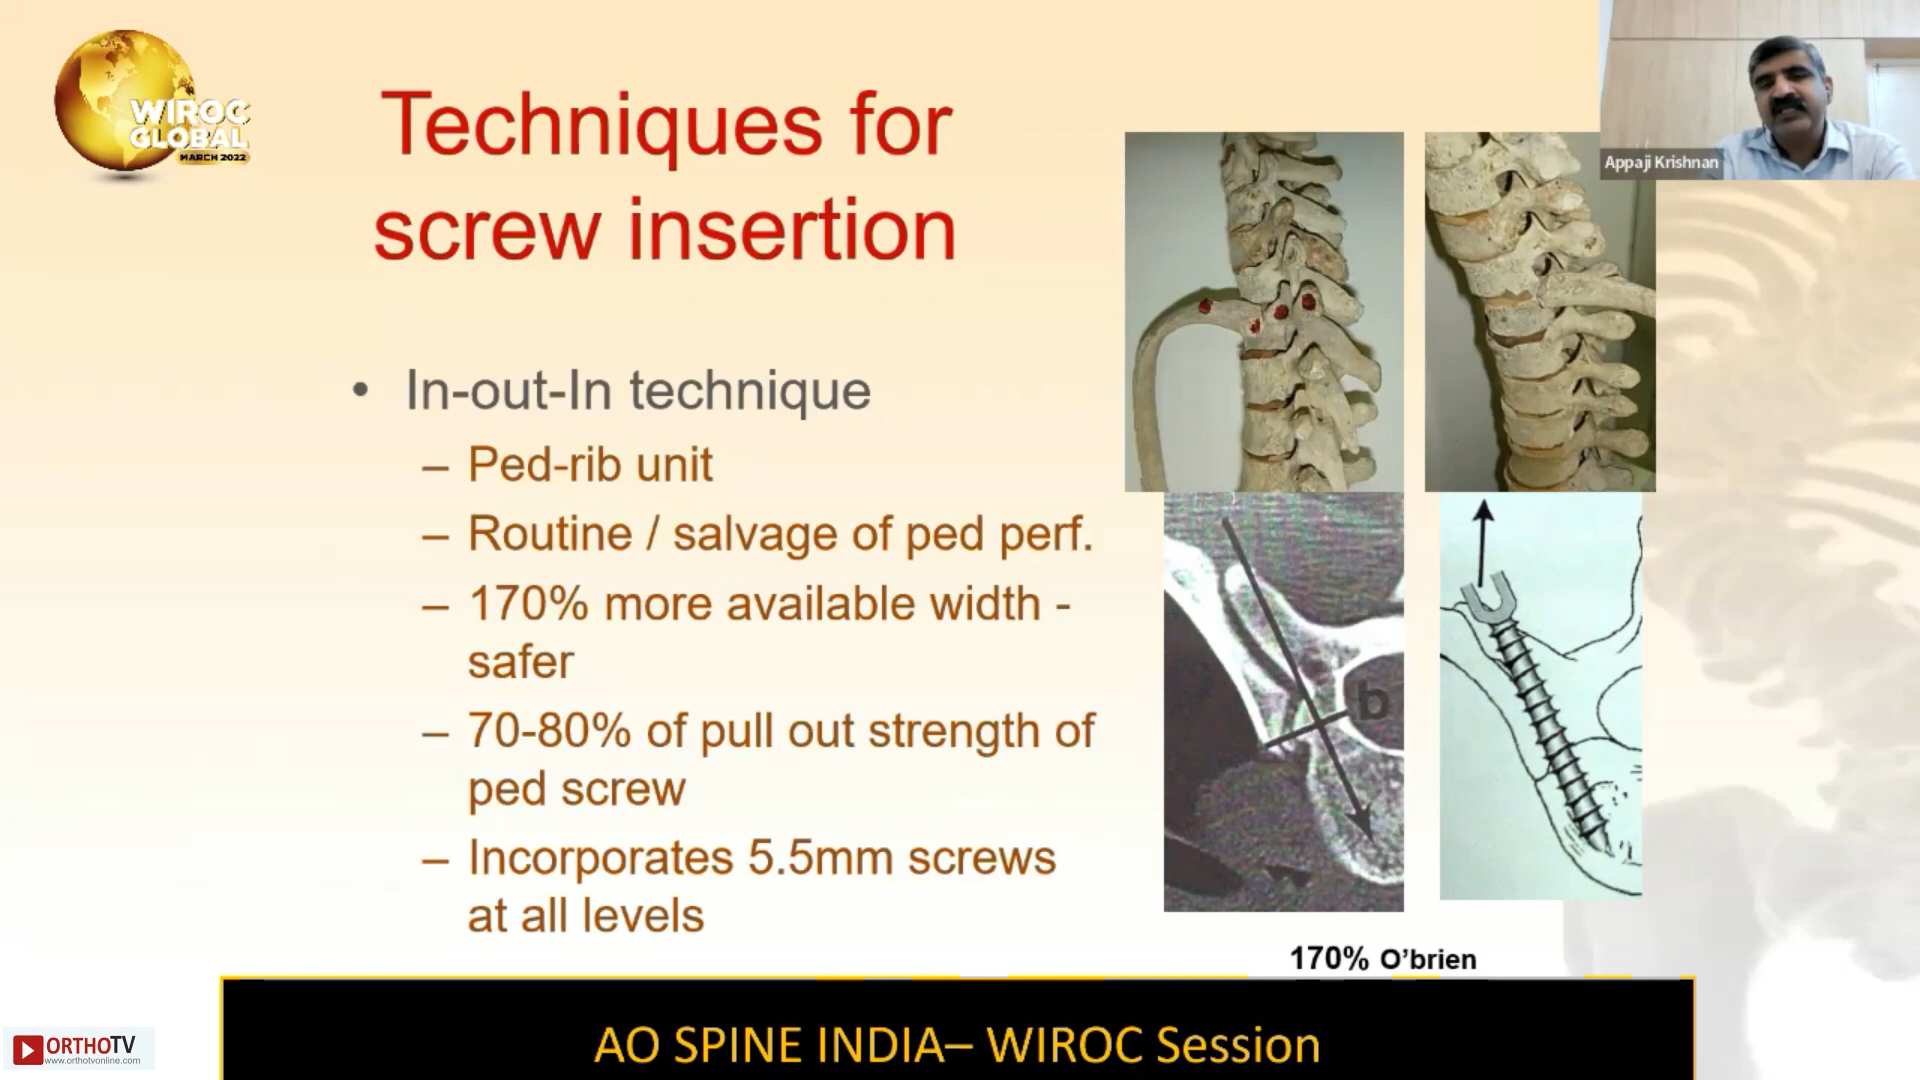 WIROC
GLOBAL
MARCH 2022
Techniques for
screw insertion
Appaji Krishnan
• In-out-In technique
– Ped-rib unit
– Routine / salvage of ped perf.
– 170% more available width -
safer
– 70-80% of pull out strength of
ped screw
– Incorporates 5.5mm screws
at all levels
b
170% O’brien
AO SPINE INDIA– WIROC Session
ORTHOTV
www.orthotvonline.com